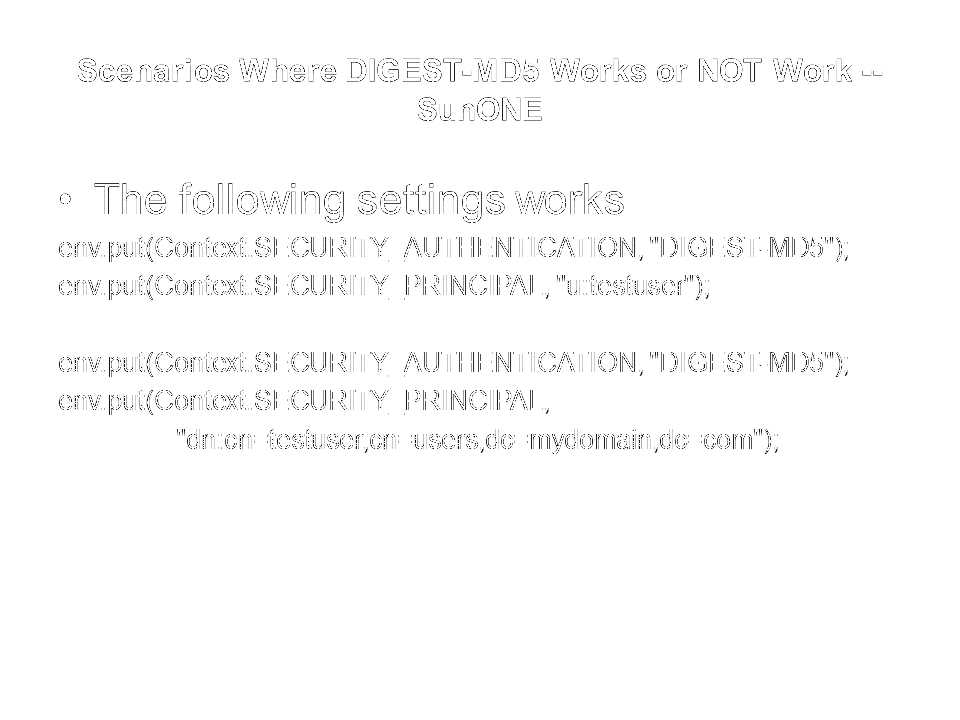 Scenarios Where DIGEST-MD5 Works or NOT Work --
SunONE
• The following settings works
env.put(Context.SECURITY_AUTHENTICATION, "DIGEST-MD5");
env.put(Context.SECURITY_PRINCIPAL, "u:testuser");
env.put(Context.SECURITY_AUTHENTICATION, "DIGEST-MD5");
env.put(Context.SECURITY_PRINCIPAL,
"dn:cn=testuser,cn=users,dc=mydomain,dc=com");